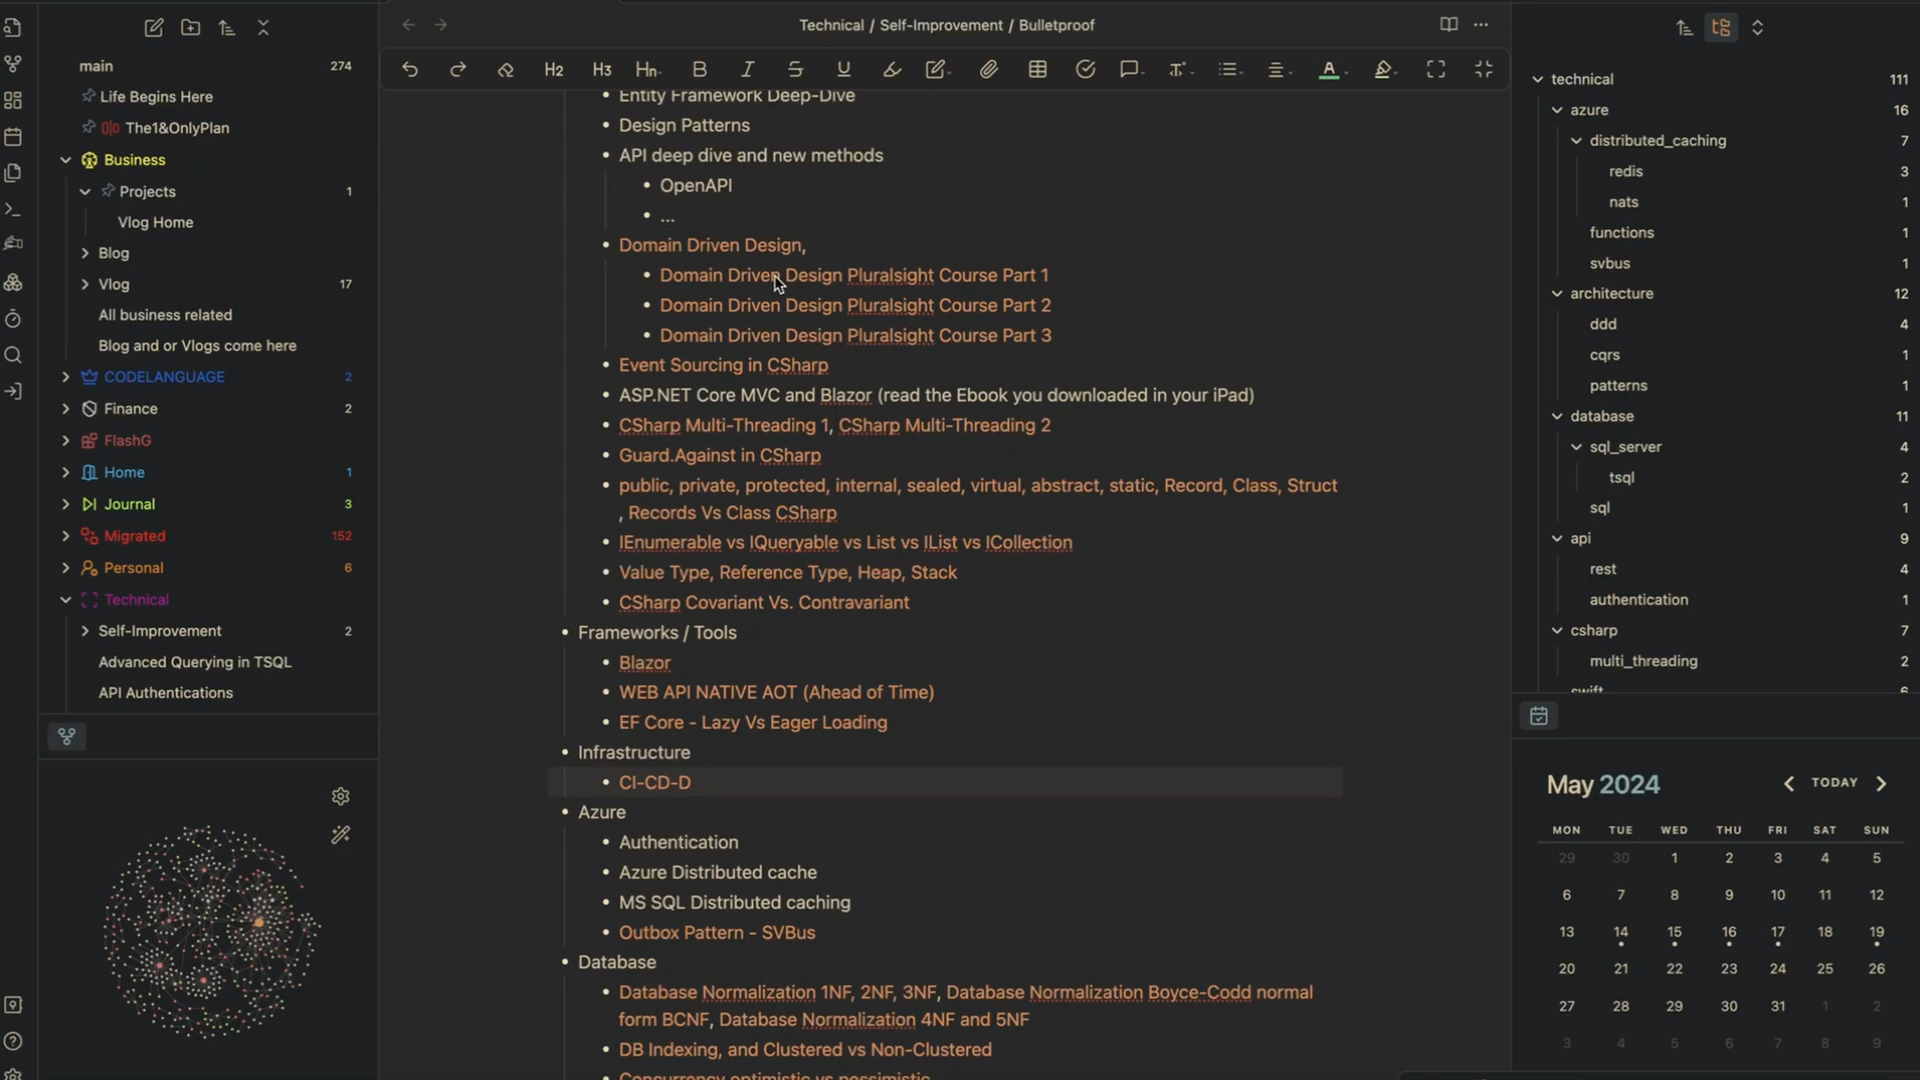 Technical / Self-Improvement / Bulletproof
main 274
Life Begins Here
The1&OnlyPlan
Business
Projects 1
Vlog Home
Blog
Vlog 17
All business related
Blog and or Vlogs come here
CODELANGUAGE 2
Finance 2
FlashG
Home 1
Journal 3
Migrated 152
Personal 6
Technical
Self-Improvement 2
Advanced Querying in TSQL
API Authentications
H2 H3 Hn B I S U A
Entity Framework Deep-Dive
Design Patterns
API deep dive and new methods
OpenAPI
...
Domain Driven Design,
Domain Driven Design Pluralsight Course Part 1
Domain Driven Design Pluralsight Course Part 2
Domain Driven Design Pluralsight Course Part 3
Event Sourcing in CSharp
ASP.NET Core MVC and Blazor (read the Ebook you downloaded in your iPad)
CSharp Multi-Threading 1, CSharp Multi-Threading 2
Guard.Against in CSharp
public, private, protected, internal, sealed, virtual, abstract, static, Record, Class, Struct
, Records Vs Class CSharp
IEnumerable vs IQueryable vs List vs IList vs ICollection
Value Type, Reference Type, Heap, Stack
CSharp Covariant Vs. Contravariant
Frameworks / Tools
Blazor
WEB API NATIVE AOT (Ahead of Time)
EF Core - Lazy Vs Eager Loading
Infrastructure
CI-CD-D
Azure
Authentication
Azure Distributed cache
MS SQL Distributed caching
Outbox Pattern - SVBus
Database
Database Normalization 1NF, 2NF, 3NF, Database Normalization Boyce-Codd normal
form BCNF, Database Normalization 4NF and 5NF
DB Indexing, and Clustered vs Non-Clustered
Concurrency optimistic vs pessimistic
technical 111
azure 16
distributed_caching 7
redis 3
nats 1
functions 1
svbus 1
architecture 12
ddd 4
cqrs 1
patterns 1
database 11
sql_server 4
tsql 2
sql 1
api 9
rest 4
authentication 1
csharp 7
multi_threading 2
swift 6
May 2024 TODAY
MON TUE WED THU FRI SAT SUN
29 30 1 2 3 4 5
6 7 8 9 10 11 12
13 14 15 16 17 18 19
20 21 22 23 24 25 26
27 28 29 30 31 1 2
3 4 5 6 7 8 9